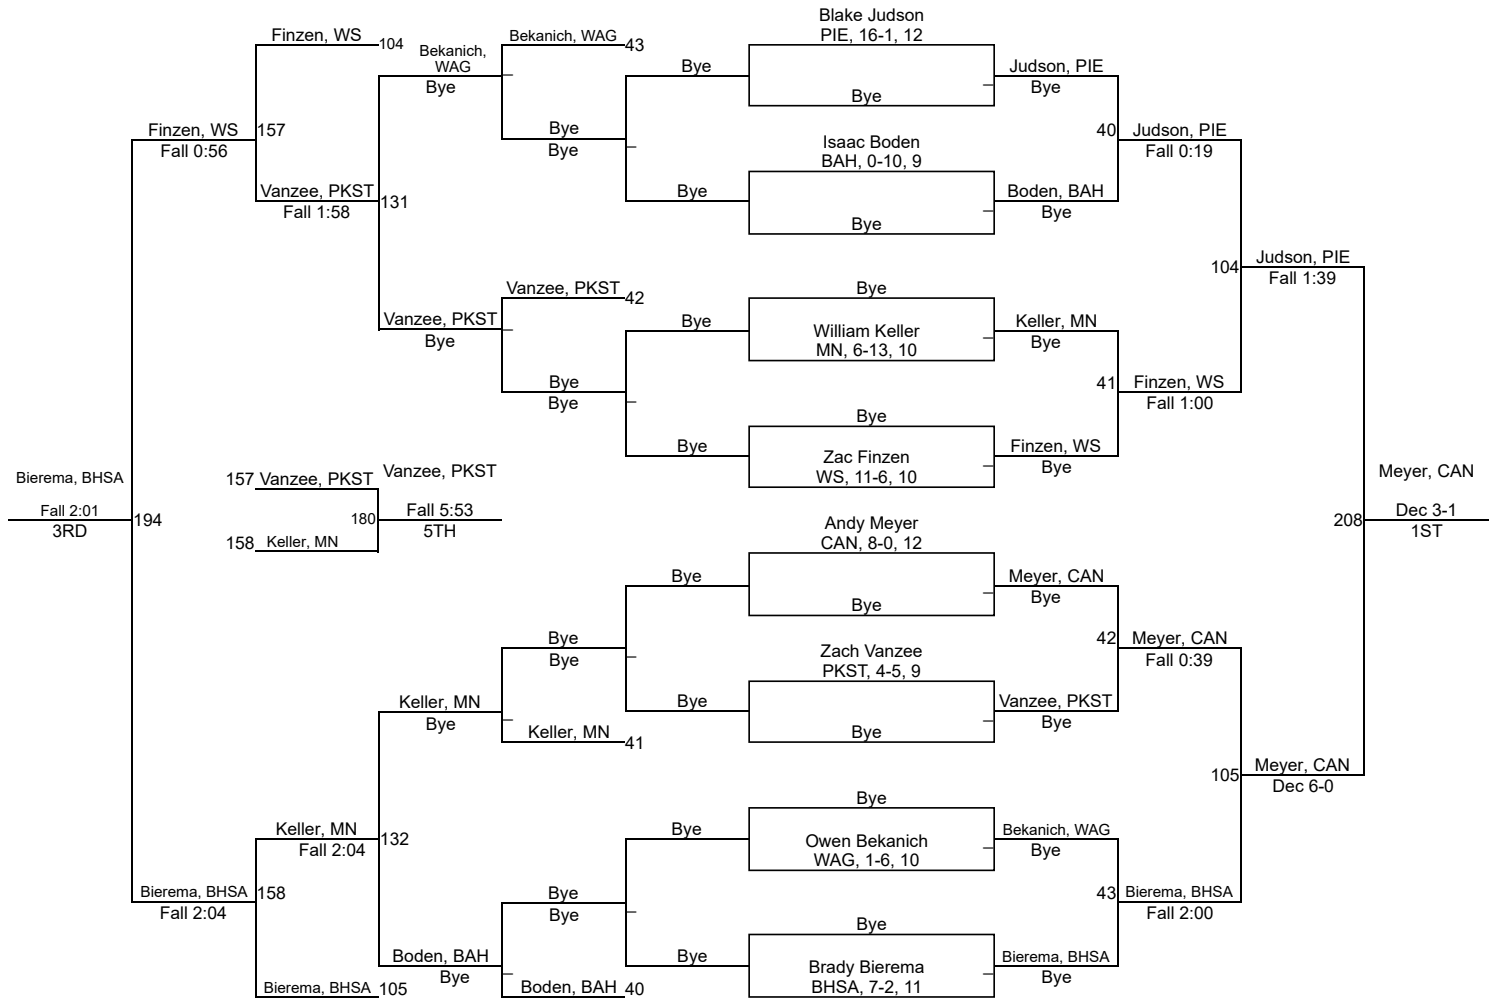 Blake Judson
PIE, 16-1, 12
Finzen, WS
104
Bekanich,
WAG
Bye
Bekanich, WAG
43
Bye
Bye
Judson, PIE
Bye
Finzen, WS
157
Fall 0:56
Bye
Bye
Isaac Boden
BAH, 0-10, 9
40
Judson, PIE
Fall 0:19
Vanzee, PKST
131
Fall 1:58
Bye
Bye
Boden, BAH
Bye
104
Judson, PIE
Fall 1:39
Vanzee, PKST
42
Bye
Vanzee, PKST
Bye
Bye
William Keller
MN, 6-13, 10
Keller, MN
Bye
Bye
Bye
41
Finzen, WS
Fall 1:00
Bye
Bye
Zac Finzen
WS, 11-6, 10
Finzen, WS
Bye
Bierema, BHSA
Fall 2:01
3RD
194
157
Vanzee, PKST
Vanzee, PKST
180
Fall 5:53
5TH
158
Keller, MN
Meyer, CAN
208
Dec 3-1
1ST
Andy Meyer
CAN, 8-0, 12
Bye
Bye
Meyer, CAN
Bye
Bye
Bye
Zach Vanzee
PKST, 4-5, 9
42
Meyer, CAN
Fall 0:39
Keller, MN
Bye
Bye
Vanzee, PKST
Bye
Keller, MN
41
105
Meyer, CAN
Dec 6-0
Bye
Keller, MN
132
Fall 2:04
Bye
Owen Bekanich
WAG, 1-6, 10
Bekanich, WAG
Bye
Bierema, BHSA
158
Fall 2:04
Bye
Bye
43
Bierema, BHSA
Fall 2:00
Bye
Boden, BAH
Bye
Bye
Brady Bierema
BHSA, 7-2, 11
Bierema, BHSA
Bye
Bierema, BHSA
105
Boden, BAH
40